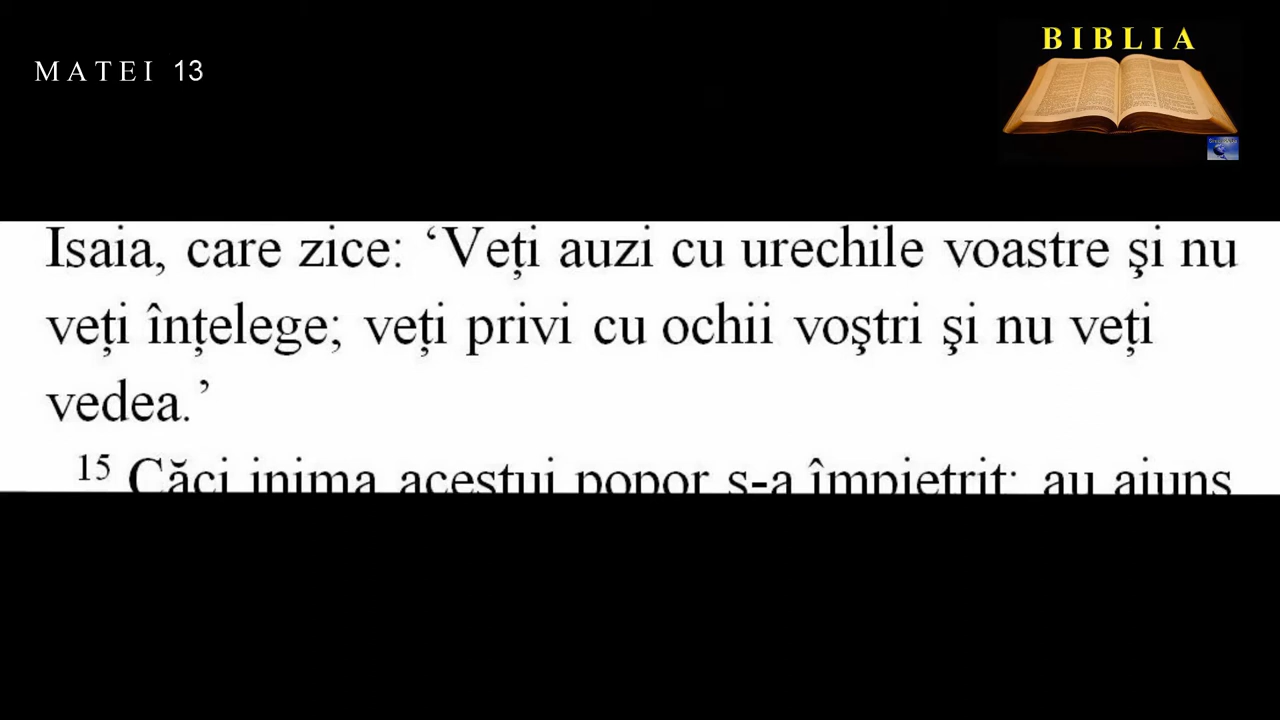 BIBLIA
MATEI 13
Isaia, care zice: ‘Veți auzi cu urechile voastre şi nu
veți înțelege; veți privi cu ochii voştri şi nu veți
vedea.’
15 Căci inima acestui popor s-a împietrit; au ajuns